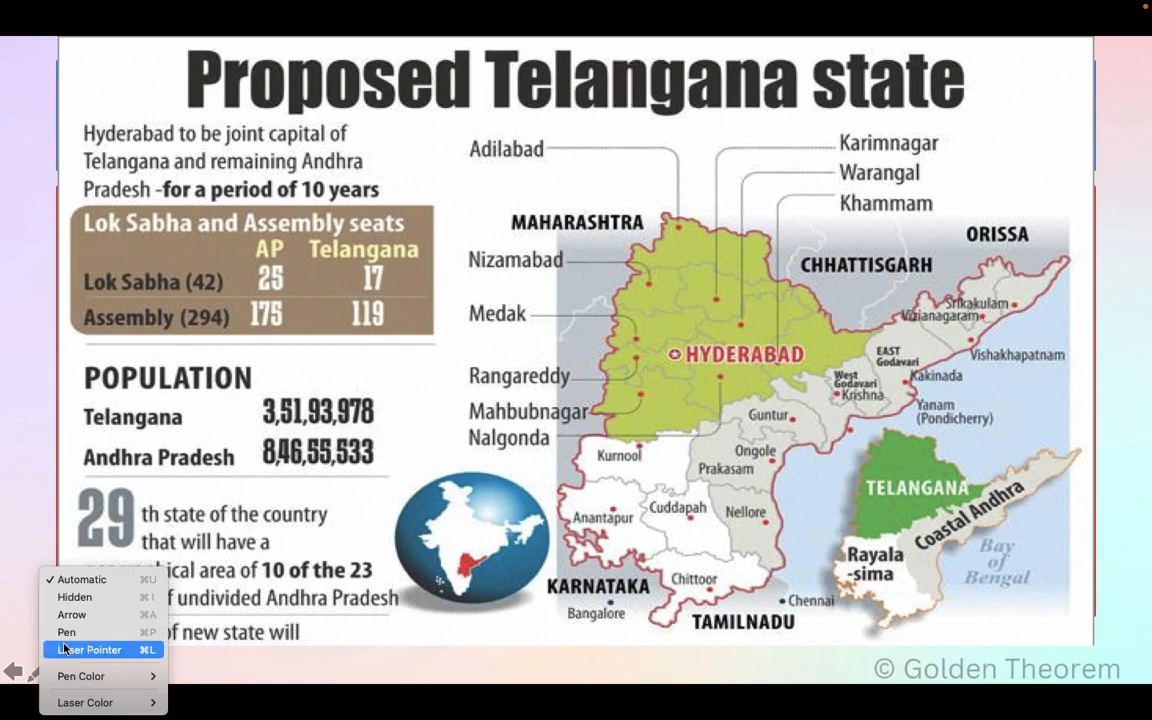 Proposed Telangana state
Hyderabad to be joint capital of
Telangana and remaining Andhra
Pradesh -for a period of 10 years
Lok Sabha and Assembly seats
AP Telangana
Lok Sabha (42) 25 17
Assembly (294) 175 119
POPULATION
Telangana 3,51,93,978
Andhra Pradesh 8,46,55,533
29 th state of the country
that will have a
ical area of 10 of the 23
f undivided Andhra Pradesh
of new state will
Adilabad
Karimnagar
Warangal
Khammam
MAHARASHTRA
ORISSA
Nizamabad
CHHATTISGARH
Srikakulam
Medak
Vizianagaram
HYDERABAD
EAST
Godavari
Vishakhapatnam
Rangareddy
West
Godavari
Kakinada
Krishna
Mahbubnagar
Guntur
Yanam
(Pondicherry)
Nalgonda
Kurnool
Ongole
Prakasam
TELANGANA
Coastal Andhra
Anantapur
Cuddapah
Nellore
Rayala
-sima
Bay
of
Bengal
KARNATAKA
Chittoor
Bangalore
Chennai
TAMILNADU
✓ Automatic ⌘U
Hidden ⌘I
Arrow ⌘A
Pen ⌘P
Laser Pointer ⌘L
Pen Color
Laser Color
© Golden Theorem